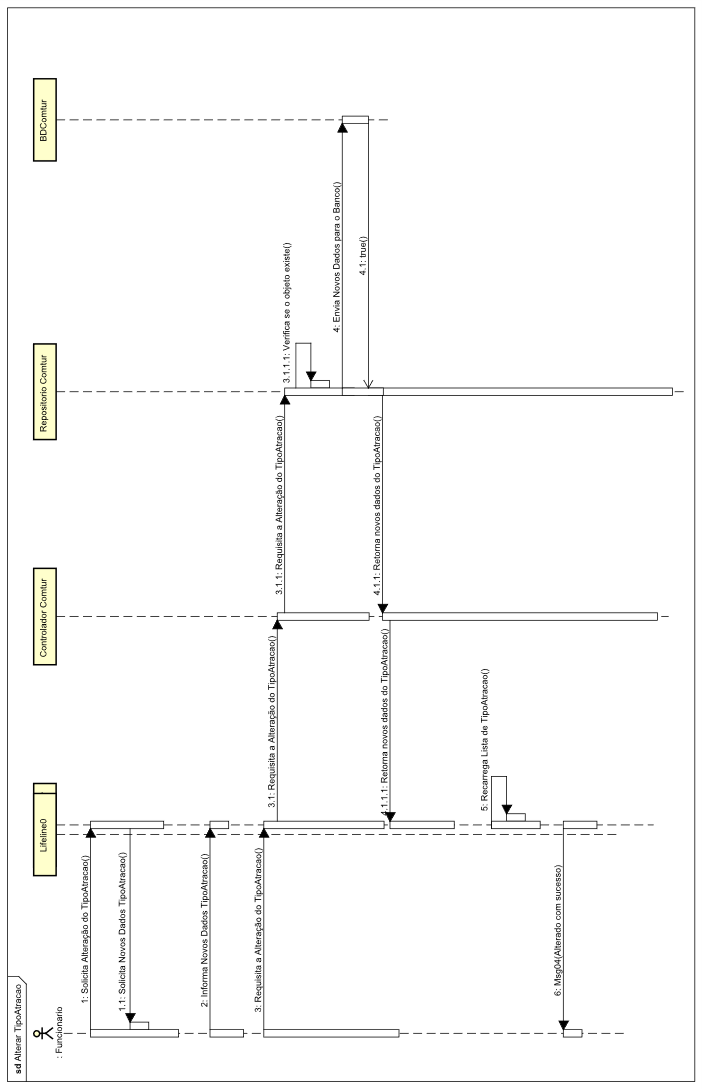 sd Alterar TipoAtracao
: Funcionario
Lifeline0
Controlador Comtur
Repositorio Comtur
BDComtur
1: Solicita Alteração do TipoAtracao()
1.1: Solicita Novos Dados TipoAtracao()
2: Informa Novos Dados TipoAtracao()
3: Requisita a Alteração do TipoAtracao()
3.1: Requisita a Alteração do TipoAtracao()
3.1.1: Requisita a Alteração do TipoAtracao()
3.1.1.1: Verifica se o objeto existe()
4: Envia Novos Dados para o Banco()
4.1: true()
4.1.1: Retorna novos dados do TipoAtracao()
4.1.1.1: Retorna novos dados do TipoAtracao()
5: Recarrega Lista de TipoAtracao()
6: Msg04(Alterado com sucesso)